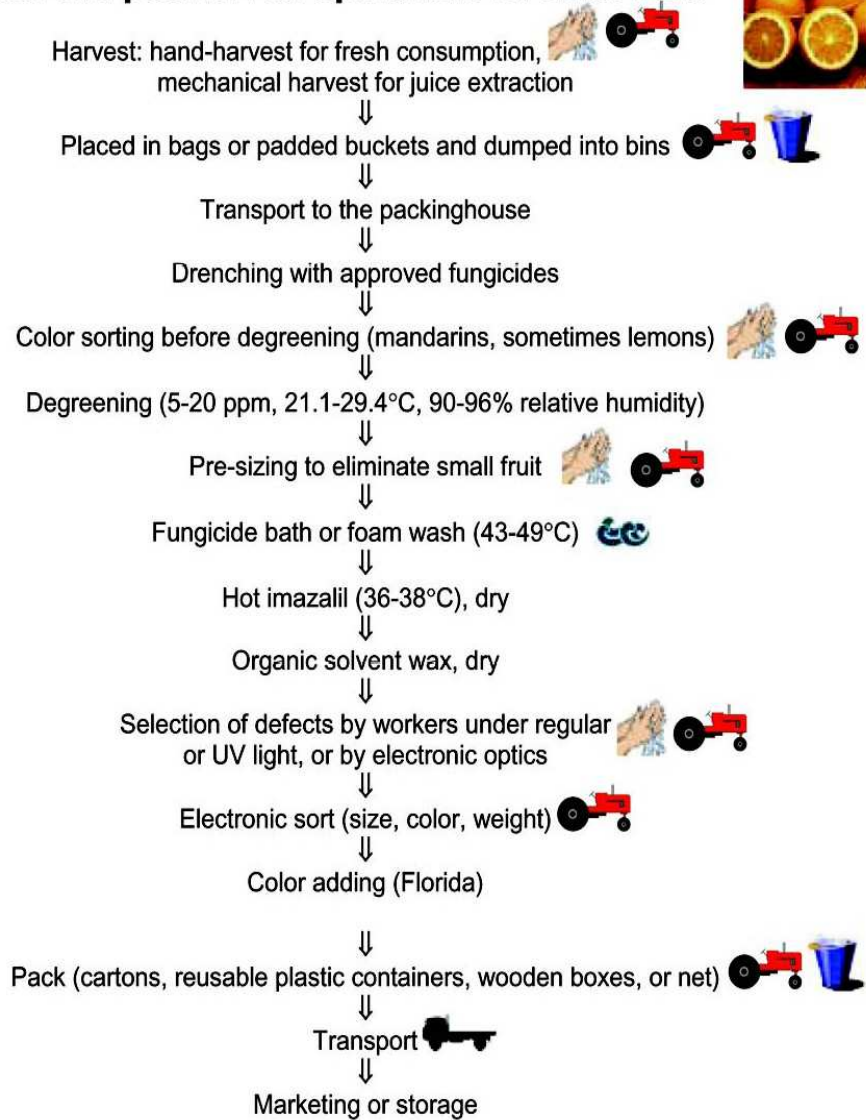 Harvest: hand-harvest for fresh consumption,
mechanical harvest for juice extraction
⇓
Placed in bags or padded buckets and dumped into bins
⇓
Transport to the packinghouse
⇓
Drenching with approved fungicides
⇓
Color sorting before degreening (mandarins, sometimes lemons)
⇓
Degreening (5-20 ppm, 21.1-29.4°C, 90-96% relative humidity)
⇓
Pre-sizing to eliminate small fruit
⇓
Fungicide bath or foam wash (43-49°C)
⇓
Hot imazalil (36-38°C), dry
⇓
Organic solvent wax, dry
⇓
Selection of defects by workers under regular
or UV light, or by electronic optics
⇓
Electronic sort (size, color, weight)
⇓
Color adding (Florida)
⇓
Pack (cartons, reusable plastic containers, wooden boxes, or net)
⇓
Transport
⇓
Marketing or storage